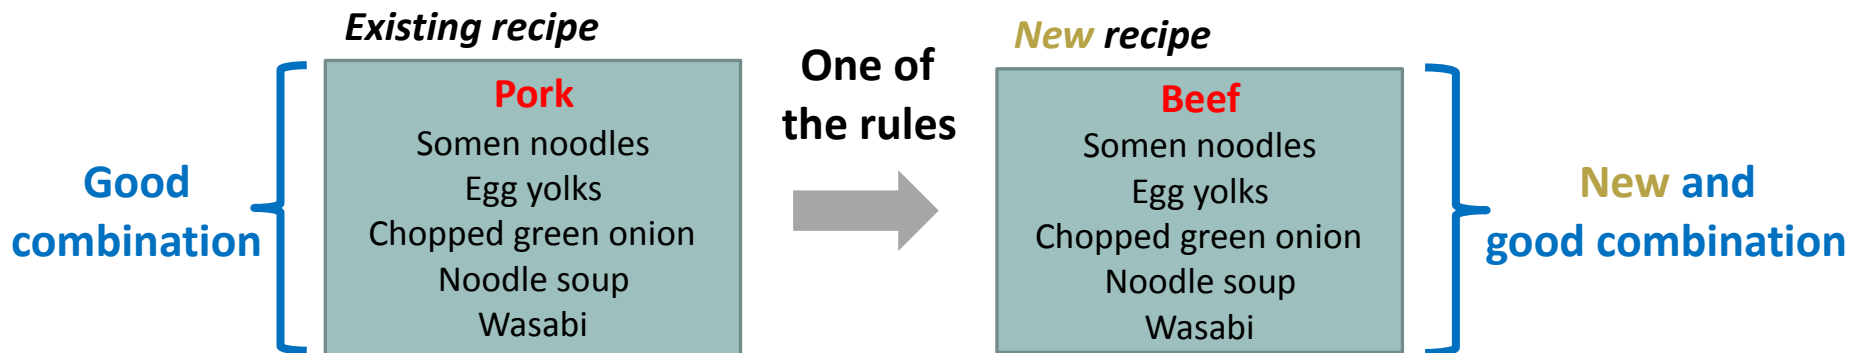 Existing recipe
Pork
Somen noodles
Egg yolks
Chopped green onion
Noodle soup
Wasabi
Good
combination
One of
the rules
New recipe
Beef
Somen noodles
Egg yolks
Chopped green onion
Noodle soup
Wasabi
New and
good combination